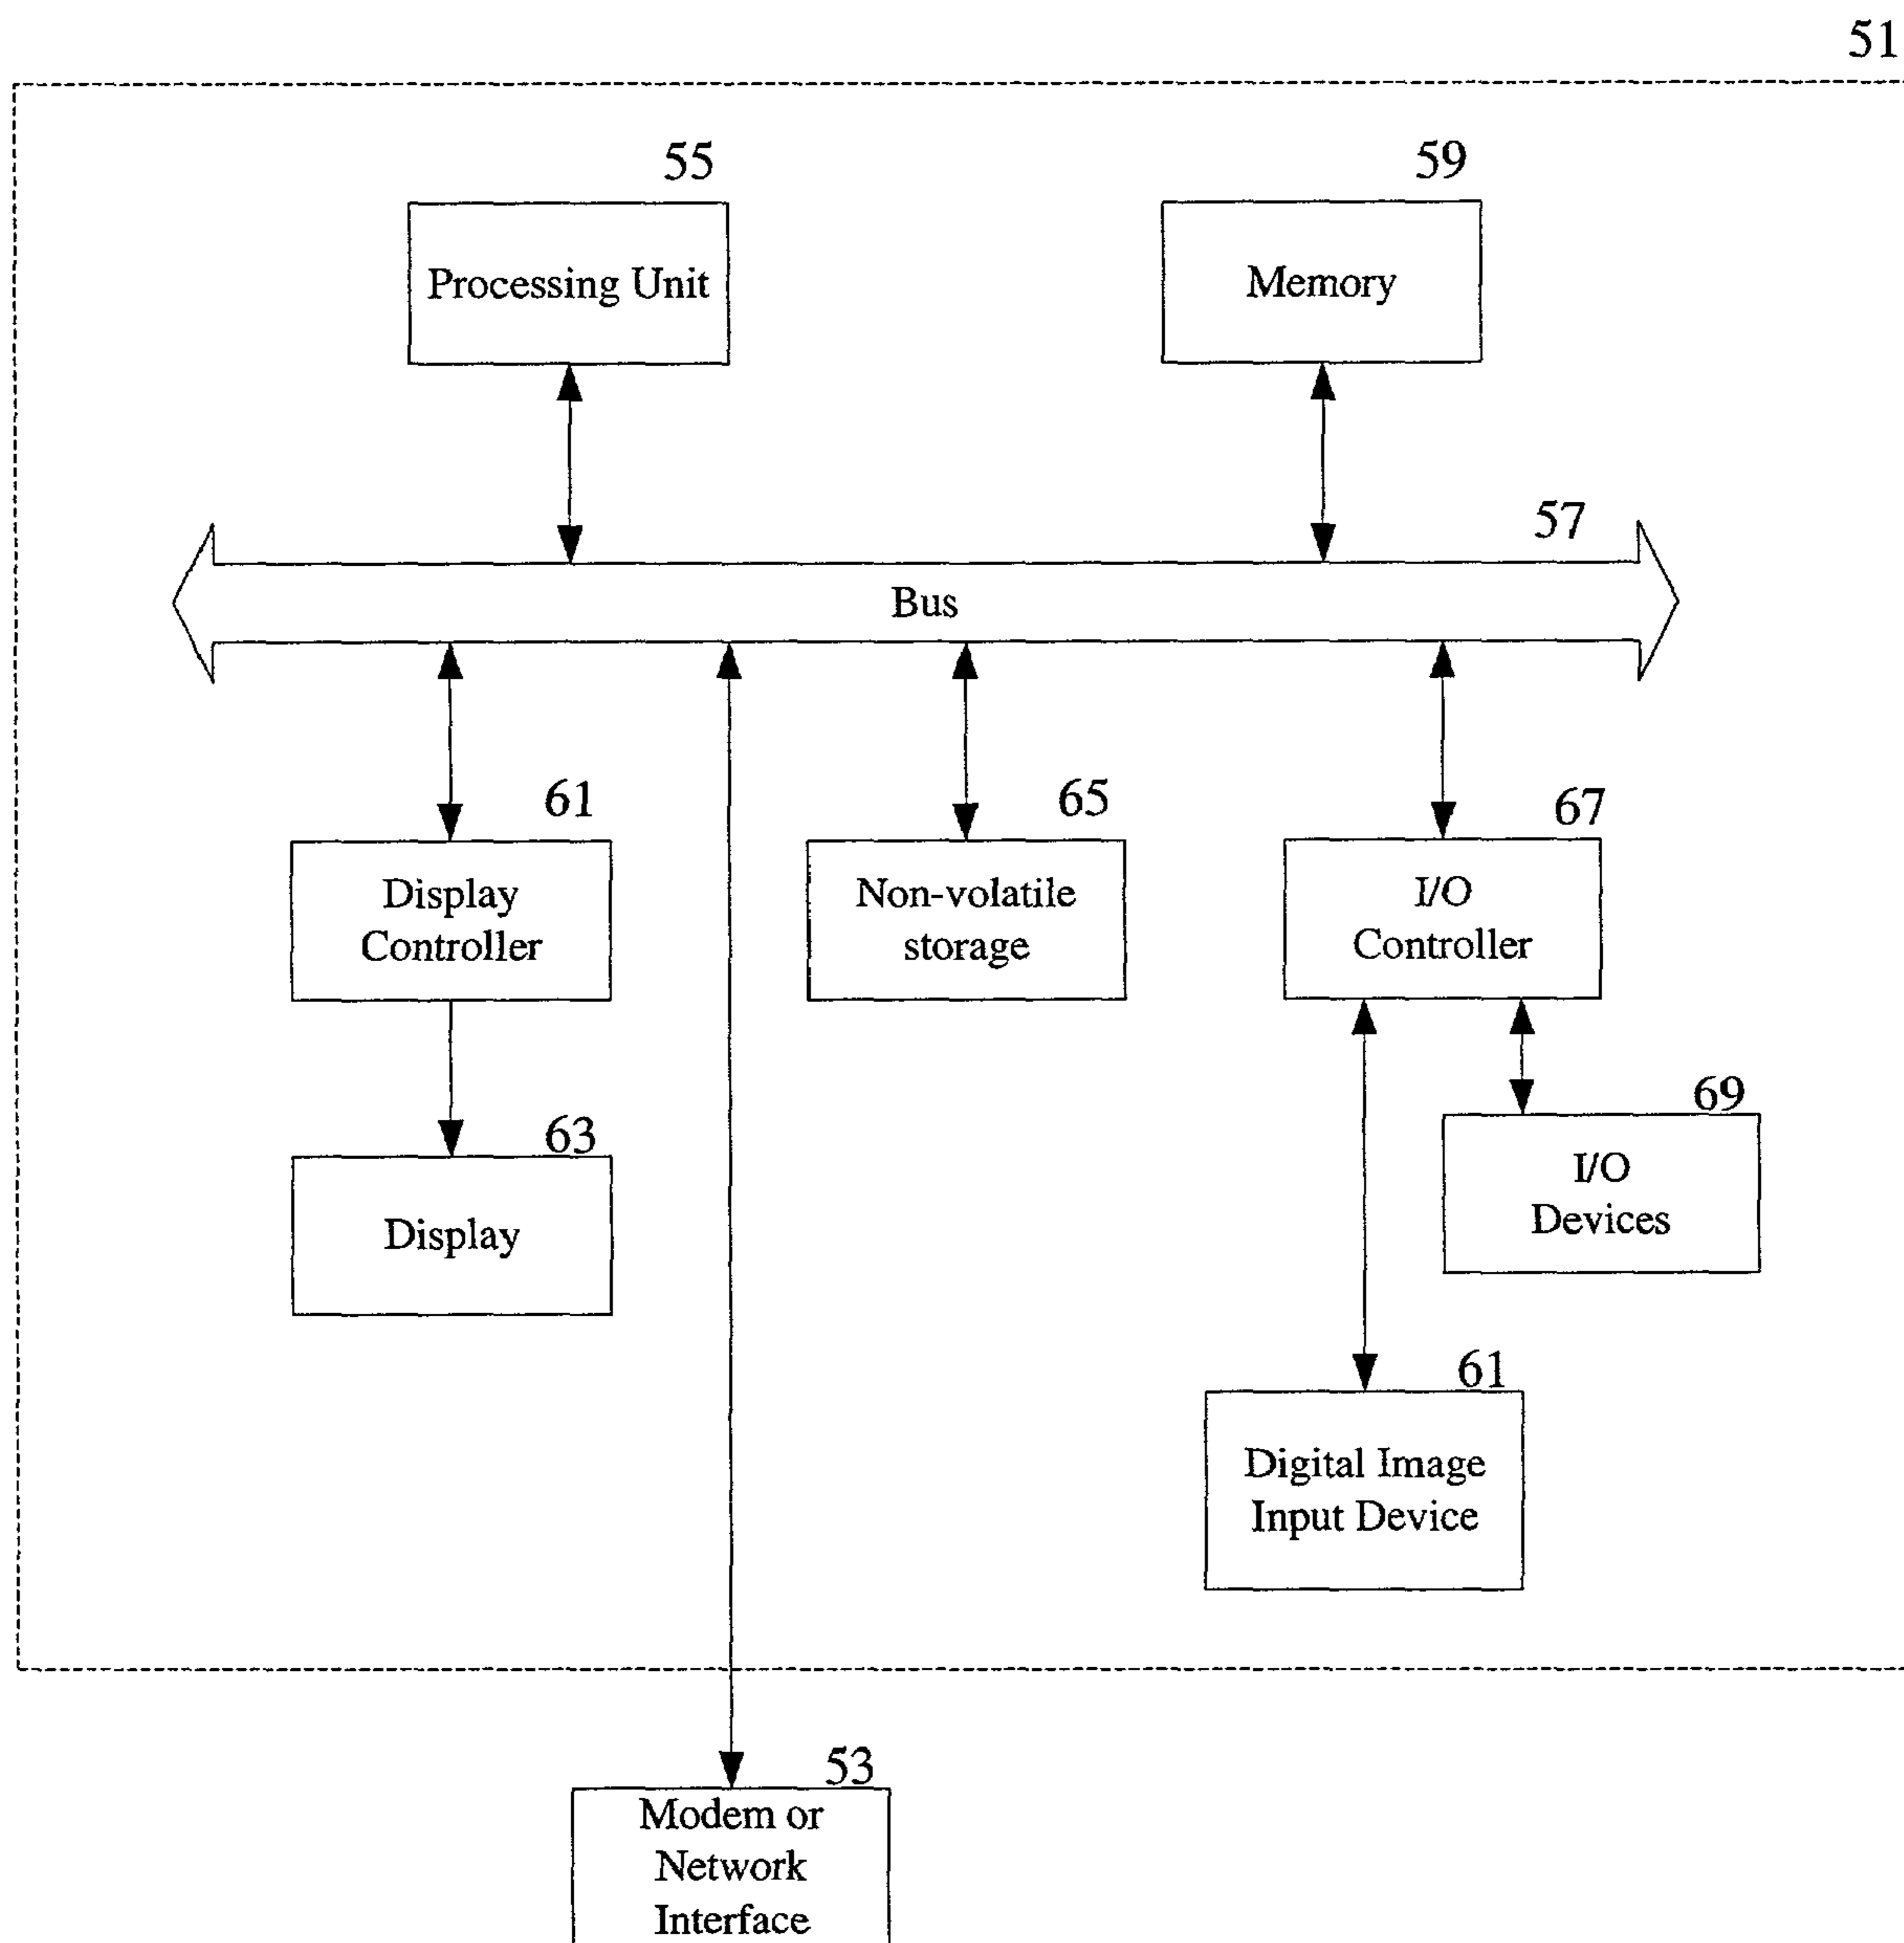 51
55
59
Processing Unit
Memory
57
Bus
61
65
67
Display
Controller
Non-volatile
storage
I/O
Controller
63
69
Display
I/O
Devices
61
Digital Image
Input Device
53
Modem or
Network
Interface